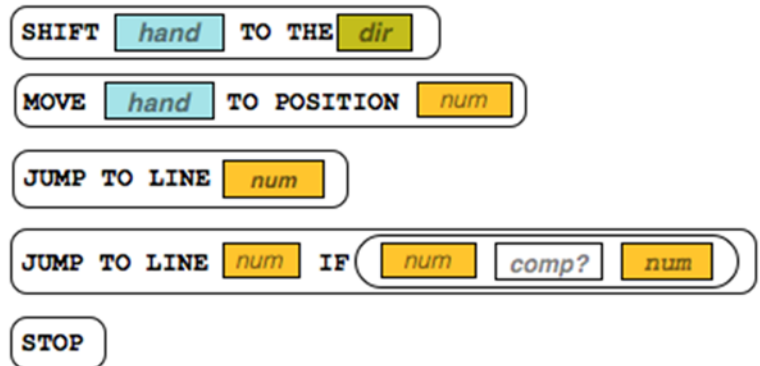 SHIFT hand TO THE dir
MOVE hand TO POSITION num
JUMP TO LINE num
JUMP TO LINE num IF num comp? num
STOP